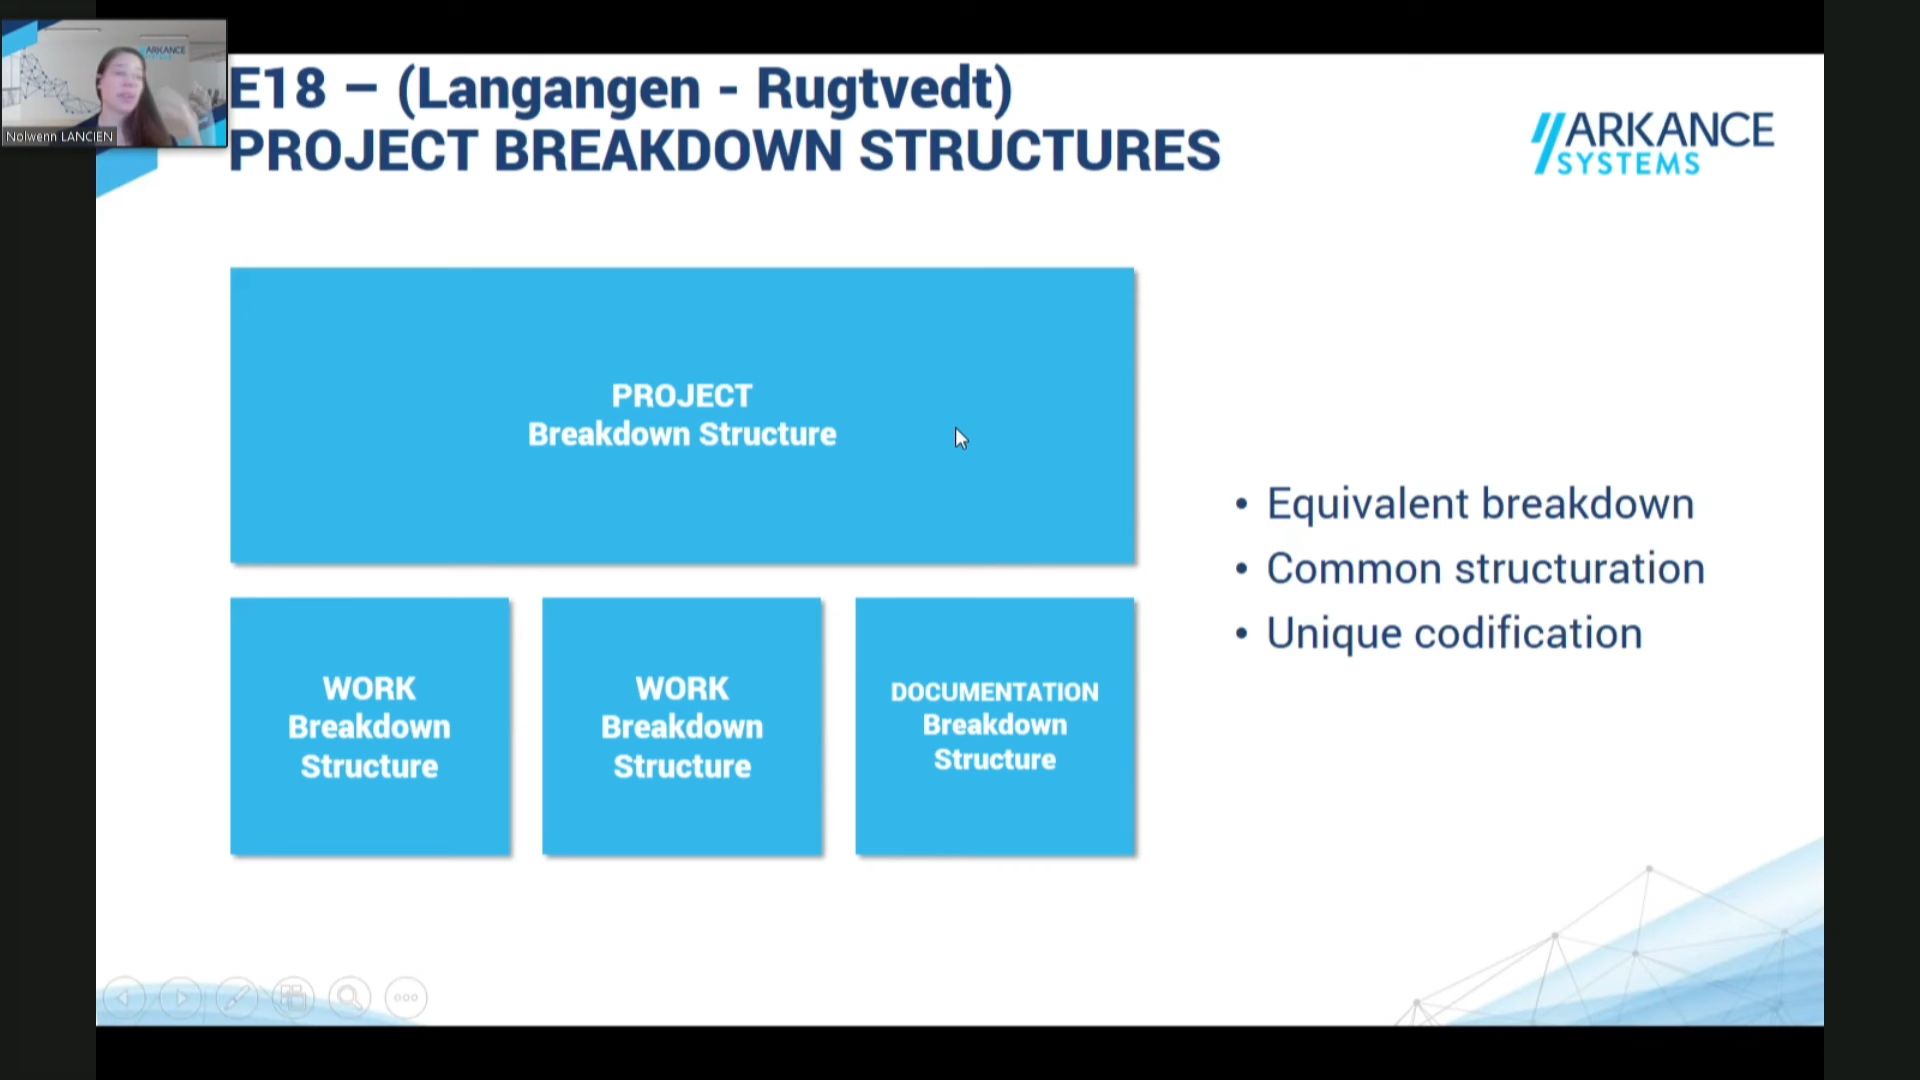 ARKANCE
Nolwenn LANCIEN
E18 – (Langangen - Rugtvedt)
PROJECT BREAKDOWN STRUCTURES
ARKANCE
SYSTEMS
PROJECT
Breakdown Structure
WORK
Breakdown
Structure
WORK
Breakdown
Structure
DOCUMENTATION
Breakdown
Structure
• Equivalent breakdown
• Common structuration
• Unique codification